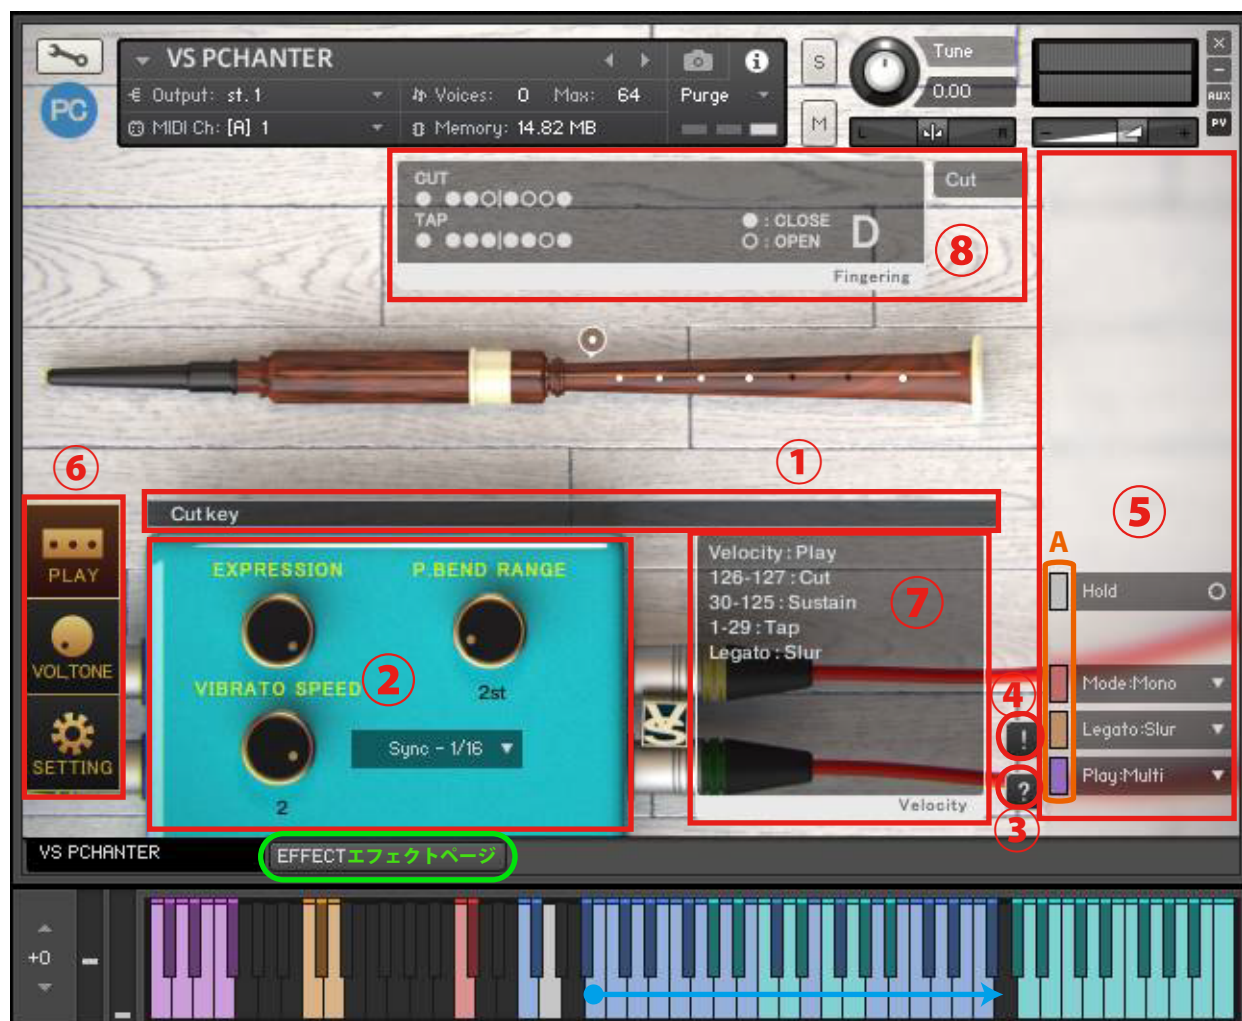 VS PCHANTER
S
Tune
×
PC
Output: st.1
Voices: 0 Max: 64
Purge
0.00
AUX
MIDI Ch: [A] 1
Memory: 14.82 MB
M
L
R
-
+
PV
CUT
Cut
TAP
: CLOSE
: OPEN
D
⑧
Fingering
⑥
①
Cut key
⑤
PLAY
EXPRESSION
P.BEND RANGE
Velocity : Play
126-127 : Cut
30-125 : Sustain
1-29 : Tap
Legato : Slur
⑦
A
Hold
VOL,TONE
VIBRATO SPEED
②
2st
④
Mode:Mono
Sync - 1/16
!
Legato:Slur
SETTING
VS
?
Play:Multi
2
Velocity
③
VS PCHANTER
EFFECTエフェクトページ
+0